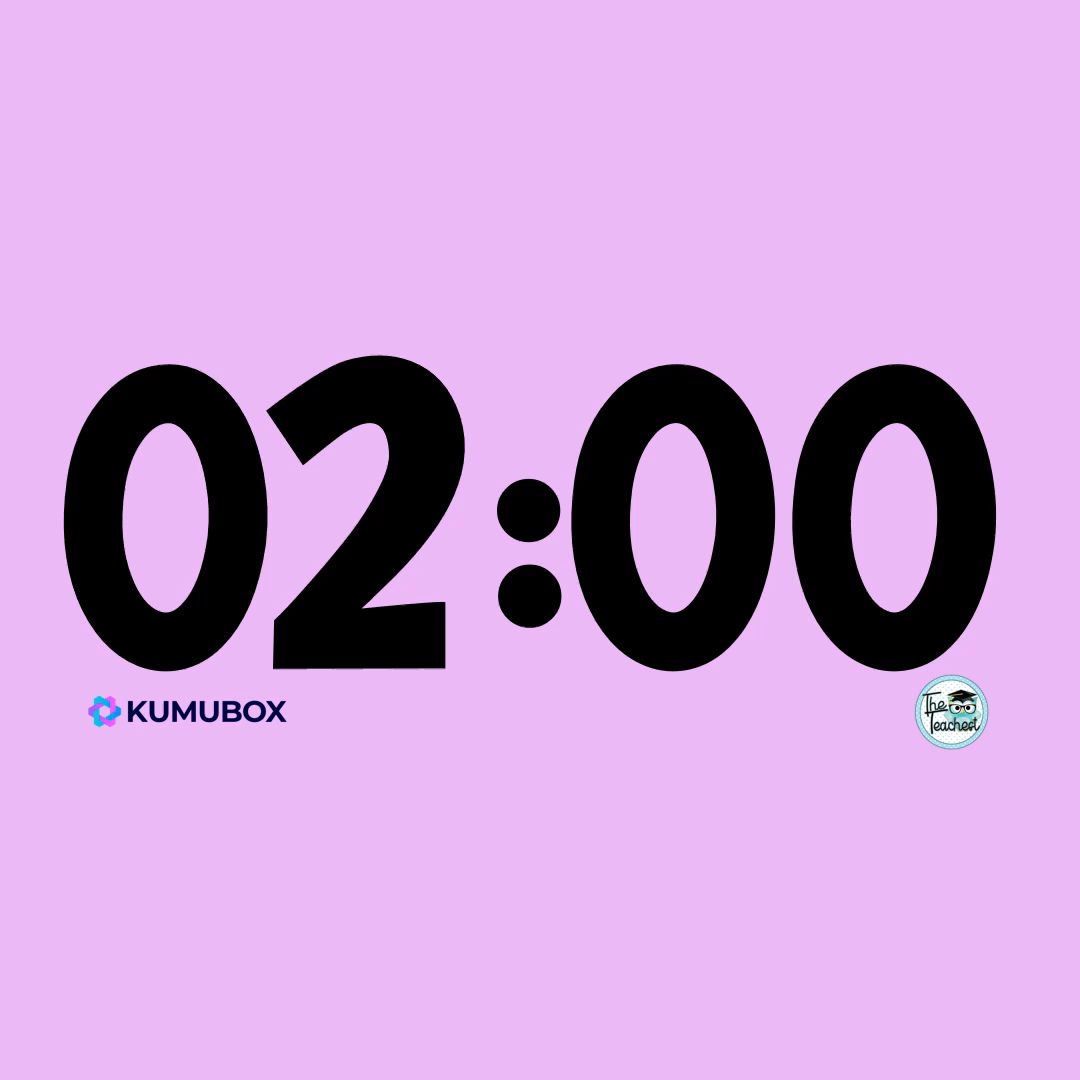 02:00
KUMUBOX
The
Teachest